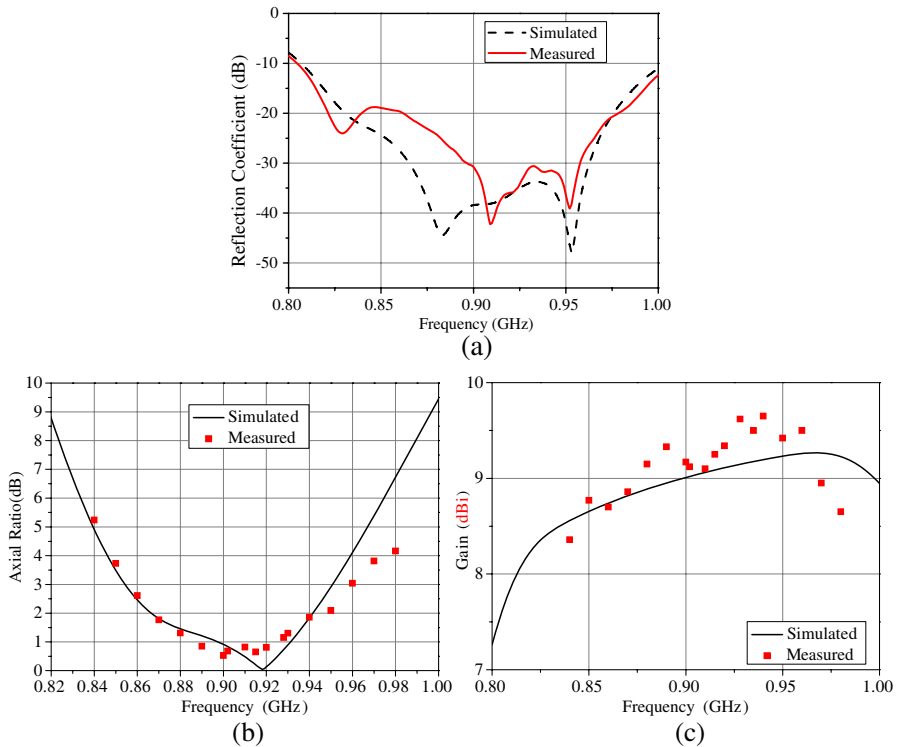 0
-10
-20
-30
-40
-50
Reflection Coefficient (dB)
Simulated
Measured
0.80 0.85 0.90 0.95 1.00
Frequency (GHz)
(a)
10
9
8
7
6
5
4
3
2
1
0
Axial Ratio(dB)
Simulated
Measured
0.82 0.84 0.86 0.88 0.90 0.92 0.94 0.96 0.98 1.00
Frequency (GHz)
(b)
10
9
8
7
Gain (dBi)
Simulated
Measured
0.80 0.85 0.90 0.95 1.00
Frequency (GHz)
(c)